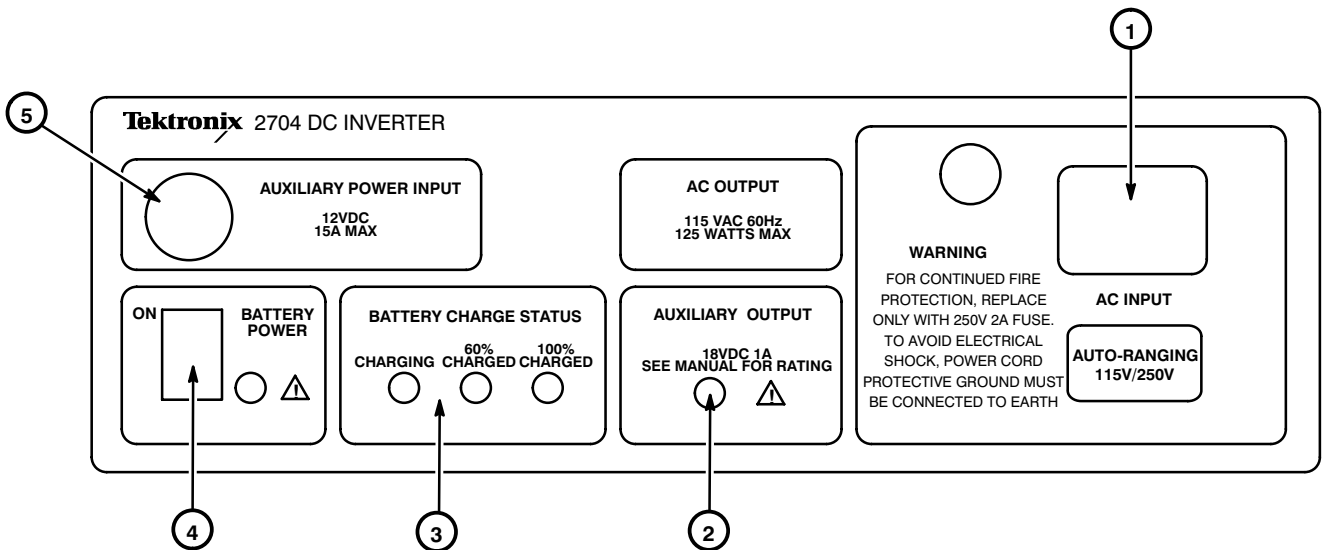 1
5
Tektronix 2704 DC INVERTER
AUXILIARY POWER INPUT
12VDC
15A MAX
AC OUTPUT
115 VAC 60Hz
125 WATTS MAX
WARNING
FOR CONTINUED FIRE
PROTECTION, REPLACE
ONLY WITH 250V 2A FUSE.
TO AVOID ELECTRICAL
SHOCK, POWER CORD
PROTECTIVE GROUND MUST
BE CONNECTED TO EARTH
AC INPUT
AUTO-RANGING
115V/250V
ON
BATTERY
POWER
BATTERY CHARGE STATUS
CHARGING
60%
CHARGED
100%
CHARGED
AUXILIARY OUTPUT
18VDC 1A
SEE MANUAL FOR RATING
4
3
2